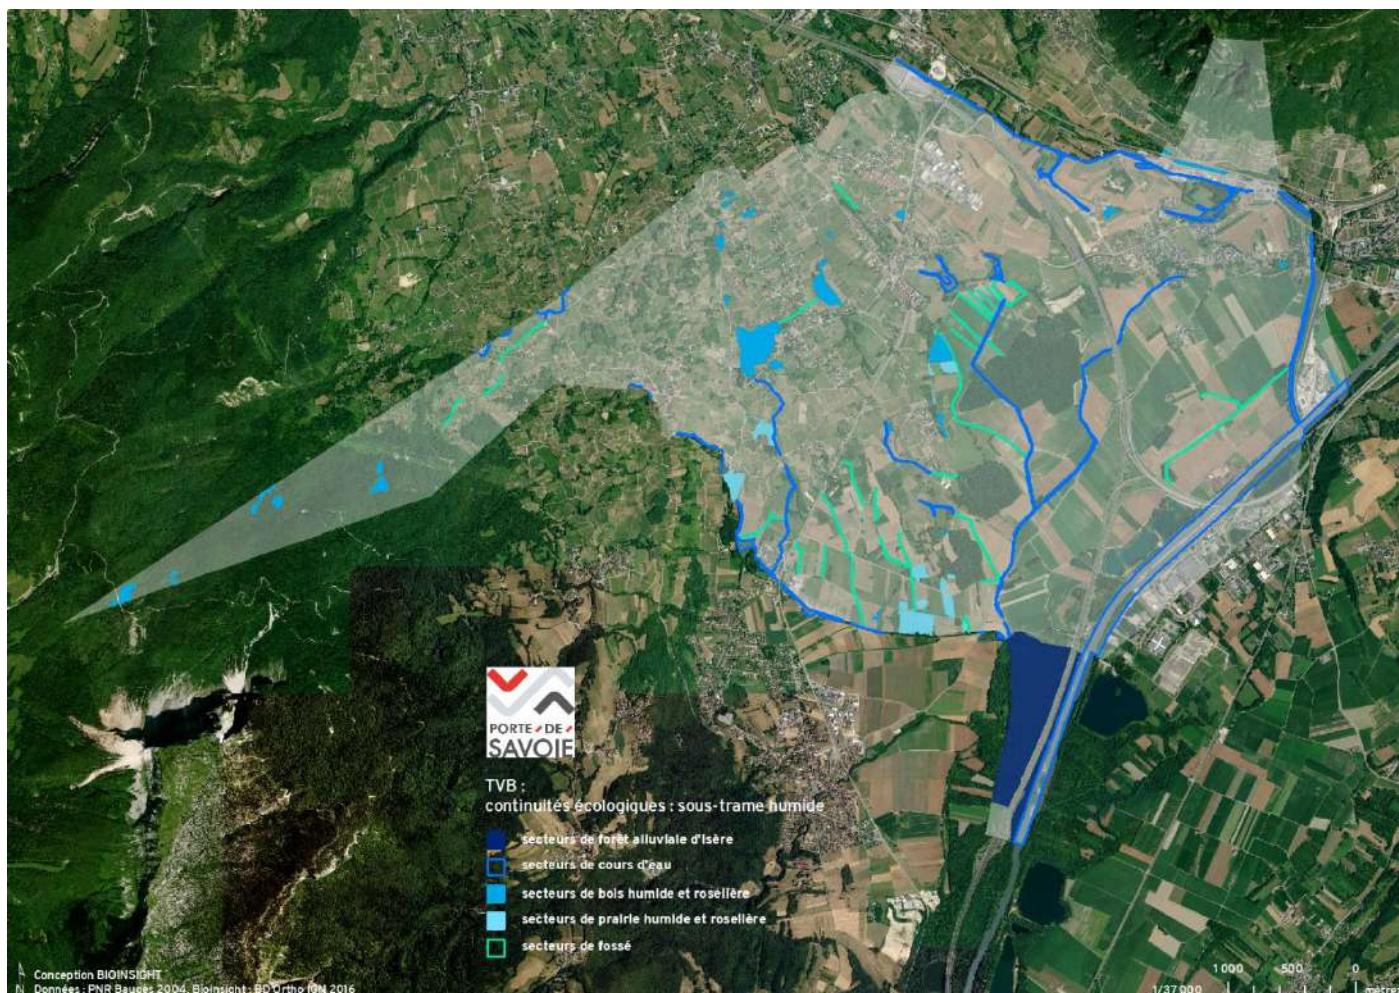 PORTE-DE-
SAVOIE
TVB :
continuités écologiques : sous-trame humide
secteurs de forêt alluviale d'Isère
secteurs de cours d'eau
secteurs de bois humide et roselière
secteurs de prairie humide et roselière
secteurs de fossé
Conception BIOINSIGHT
N Données : PNR Bauges 2004, Bioinsight ; BD Ortho IGN 2016
1 000 500 0
1/37 000 mètres